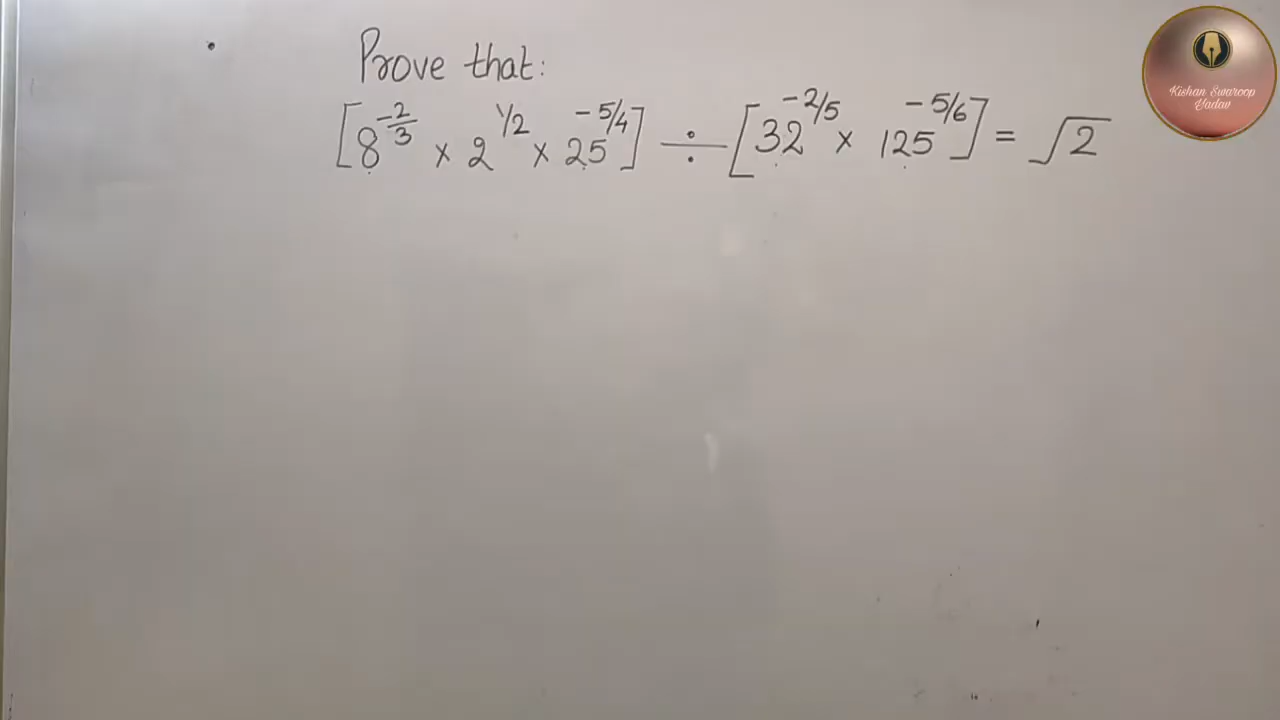 Prove that:
[8^{-2/3} × 2^{1/2} × 25^{-5/4}] ÷ [32^{-2/5} × 125^{-5/6}] = √2
Kishan Swaroop
Yadav